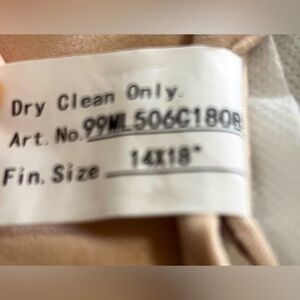 Dry Clean Only.
Art. No. 99ML506C180B
Fin. Size 14X18"